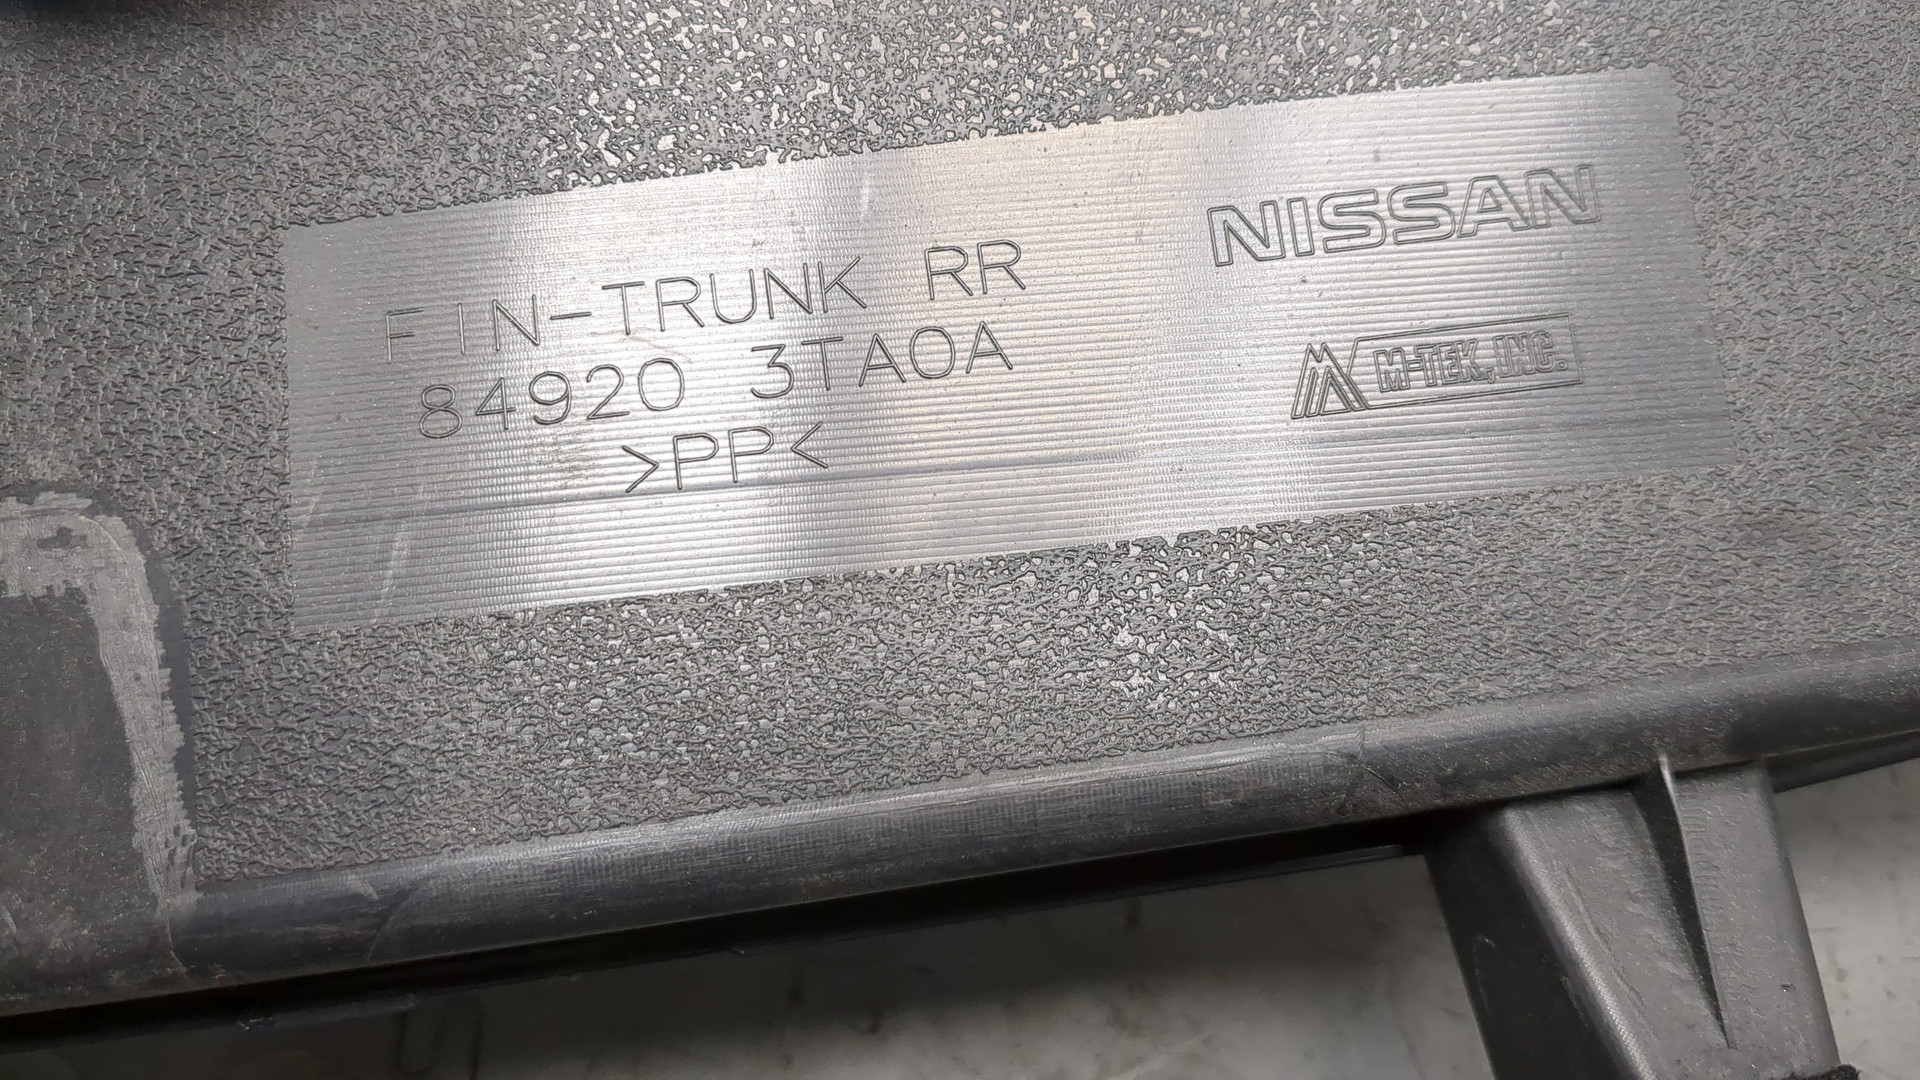 FIN-TRUNK RR
84920 3TA0A
>PP<
NISSAN
M-TEK, INC.